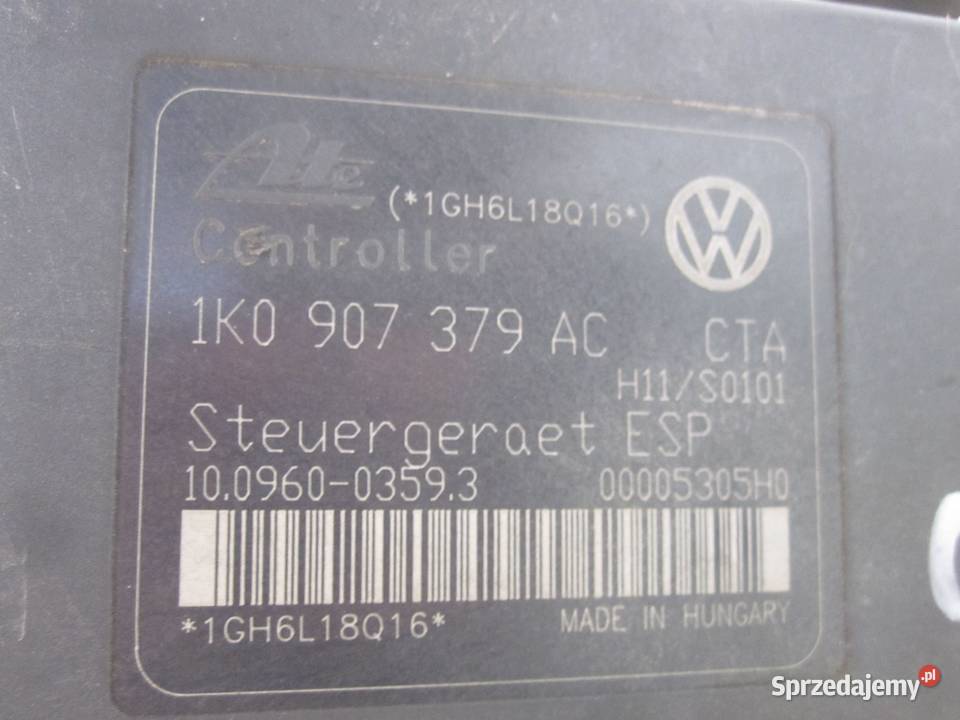 Ate
(*1GH6L18Q16*)
Controller
1K0 907 379 AC CTA
H11/S0101
Steuergeraet ESP
10.0960-0359.3 00005305H0
*1GH6L18Q16* MADE IN HUNGARY
Sprzedajemy.pl